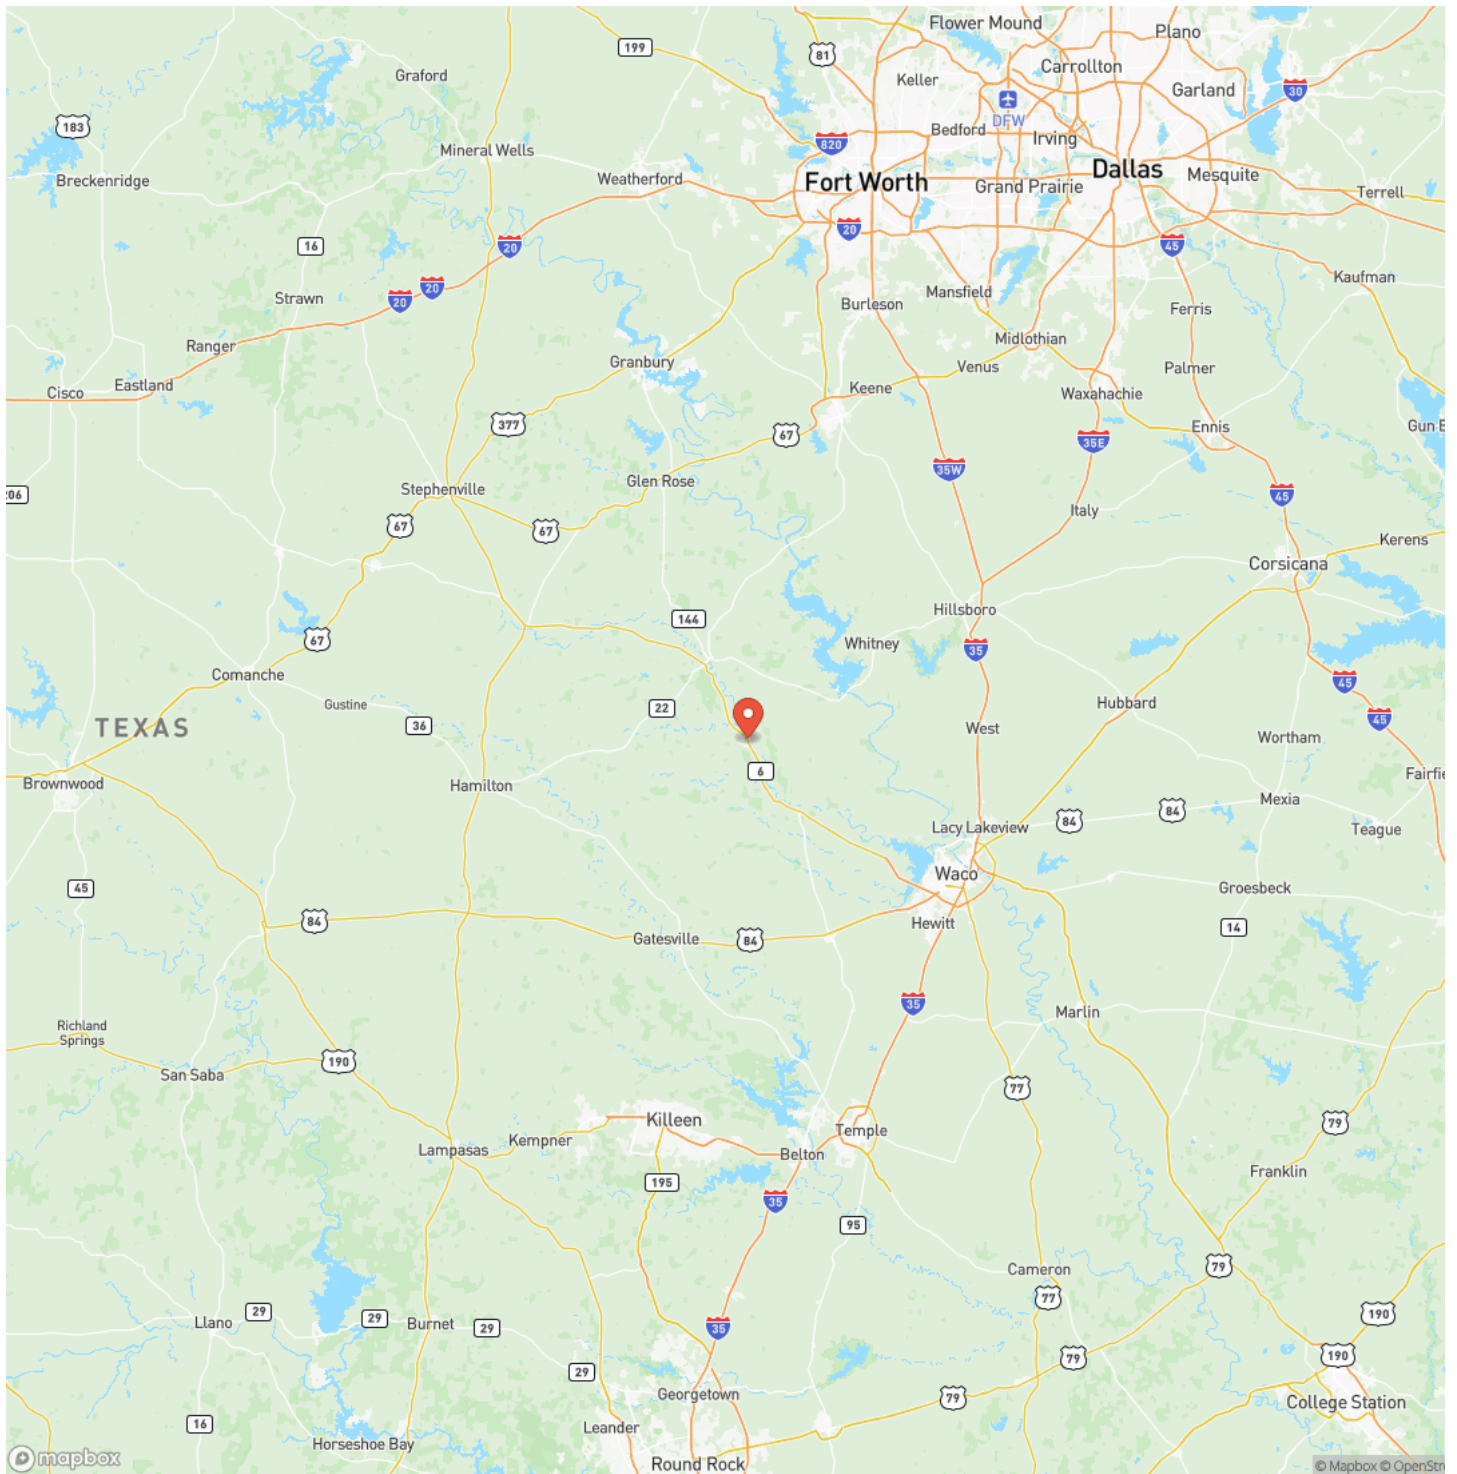 Flower Mound
Plano
199
81
Carrollton
Graford
Keller
Garland
30
DFW
183
Bedford
Irving
820
Mineral Wells
Dallas
Breckenridge
Weatherford
Fort Worth
Grand Prairie
Mesquite
Terrell
16
20
20
45
Kaufman
20
20
Strawn
Burleson
Mansfield
Ferris
Ranger
Midlothian
Granbury
Venus
Palmer
Cisco
Eastland
Keene
Waxahachie
377
67
Gun B
Ennis
35E
35W
Glen Rose
Stephenville
206
45
67
67
Italy
Kerens
Corsicana
144
Hillsboro
67
Whitney
35
Comanche
45
Gustine
22
Hubbard
36
45
TEXAS
West
Wortham
6
Fairfie
Brownwood
Hamilton
Mexia
84
84
Lacy Lakeview
Teague
Waco
45
Groesbeck
84
Hewitt
14
Gatesville
84
35
Marlin
Richland
Springs
190
San Saba
77
Killeen
79
Temple
Kempner
Lampasas
Belton
Franklin
195
35
95
Cameron
79
77
29
29
190
Llano
Burnet
29
35
79
190
29
Georgetown
79
College Station
16
Leander
Horseshoe Bay
mapbox
Round Rock
© Mapbox © OpenStre